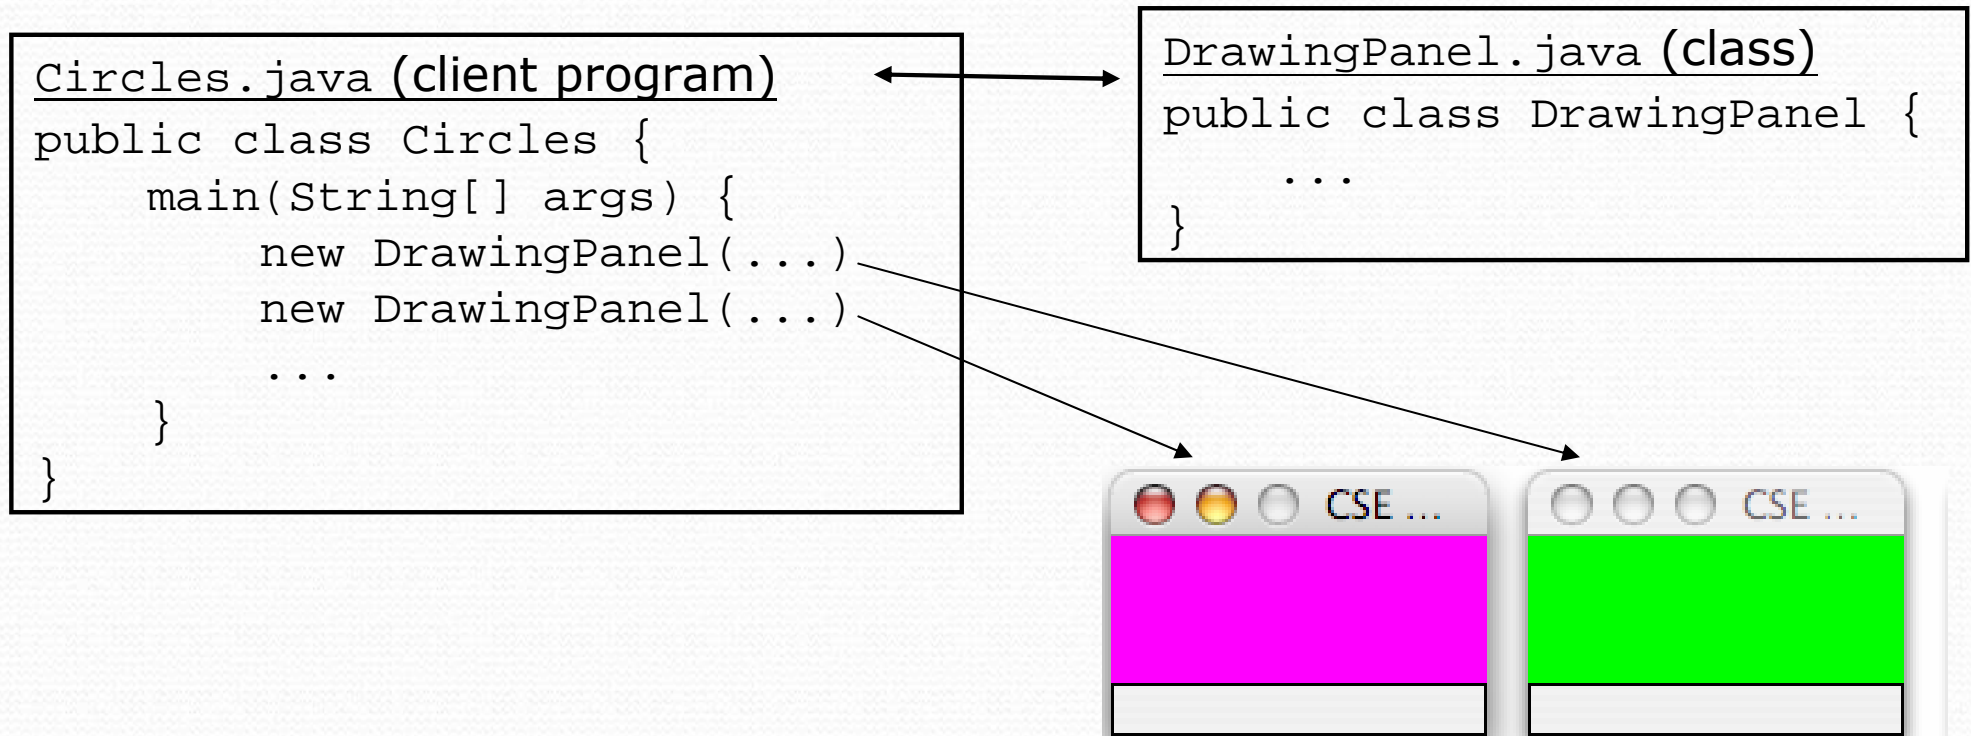 Circles.java (client program)
public class Circles {
    main(String[] args) {
        new DrawingPanel(...)
        new DrawingPanel(...)
        ...
    }
}
DrawingPanel.java (class)
public class DrawingPanel {
    ...
}
CSE ...
CSE ...